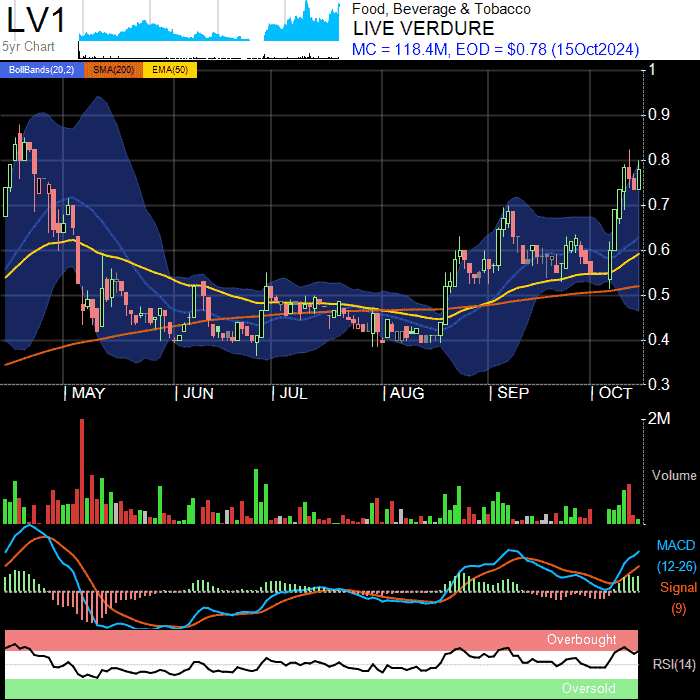 LV1
5yr Chart
Food, Beverage & Tobacco
LIVE VERDURE
MC = 118.4M, EOD = $0.78 (15Oct2024)
BollBands(20,2) SMA(200) EMA(50)
1
0.9
0.8
0.7
0.6
0.5
0.4
0.3
MAY JUN JUL AUG SEP OCT
2M
Volume
MACD
(12-26)
Signal
(9)
Overbought
RSI(14)
Oversold